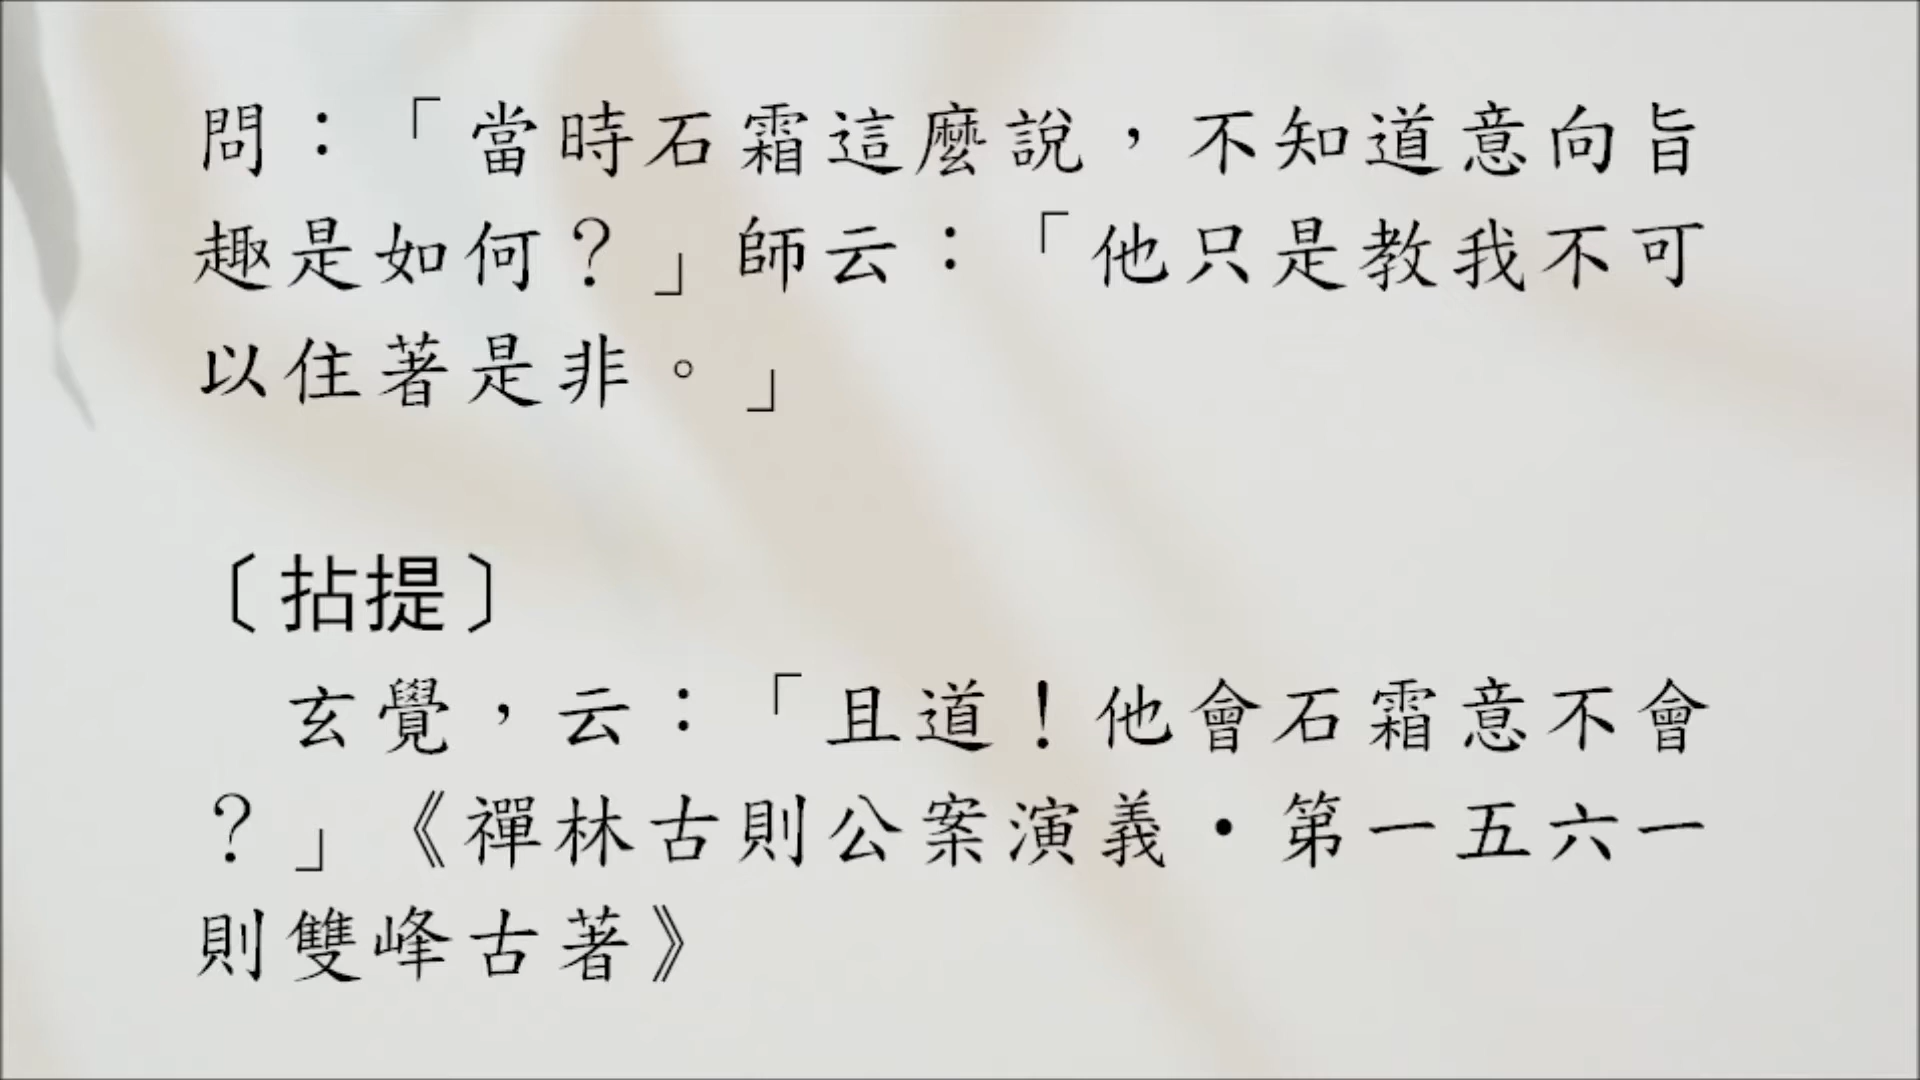 問：「當時石霜這麼說，不知道意向旨
趣是如何？」師云：「他只是教我不可
以住著是非。」
〔拈提〕
玄覺，云：「且道！他會石霜意不會
？」《禪林古則公案演義•第一五六一
則雙峰古著》